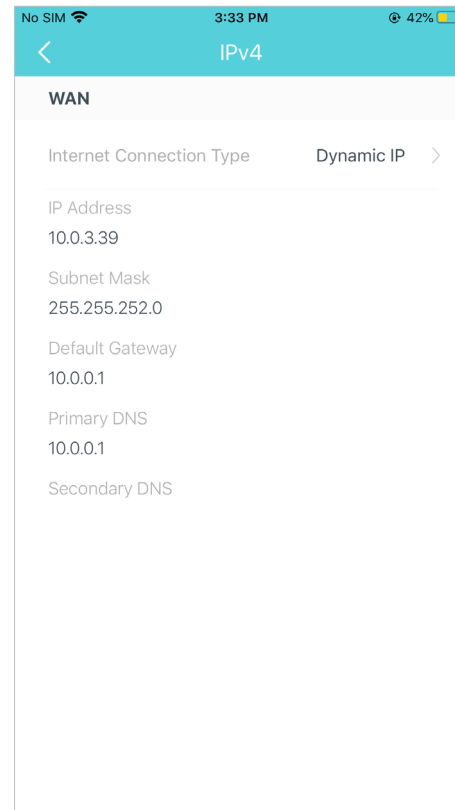 No SIM 3:33 PM 42%
IPv4
WAN
Internet Connection Type Dynamic IP
IP Address
10.0.3.39
Subnet Mask
255.255.252.0
Default Gateway
10.0.0.1
Primary DNS
10.0.0.1
Secondary DNS